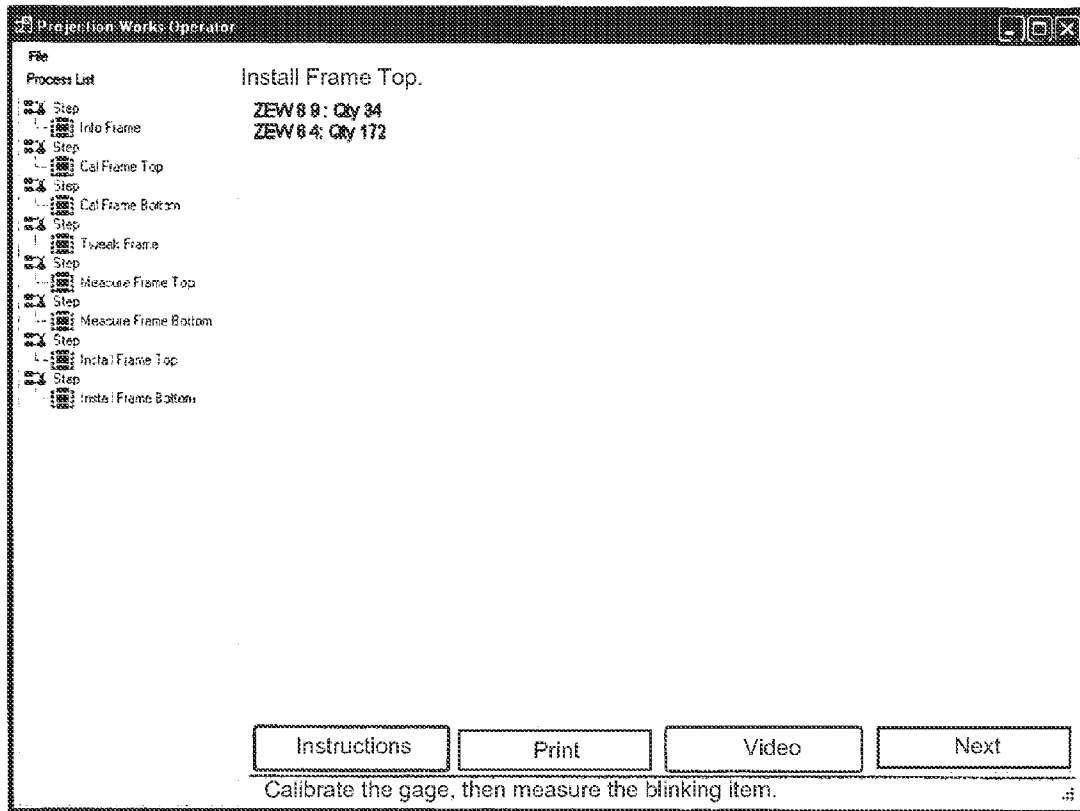 Projection Works Operator
File
Process List
Step
Info Frame
Step
Cal Frame Top
Step
Cal Frame Bottom
Step
Tweak Frame
Step
Measure Frame Top
Step
Measure Frame Bottom
Step
Install Frame Top
Step
Install Frame Bottom
Install Frame Top.
ZEW 8 9: Qty 34
ZEW 8 4: Qty 172
Instructions
Print
Video
Next
Calibrate the gage, then measure the blinking item.